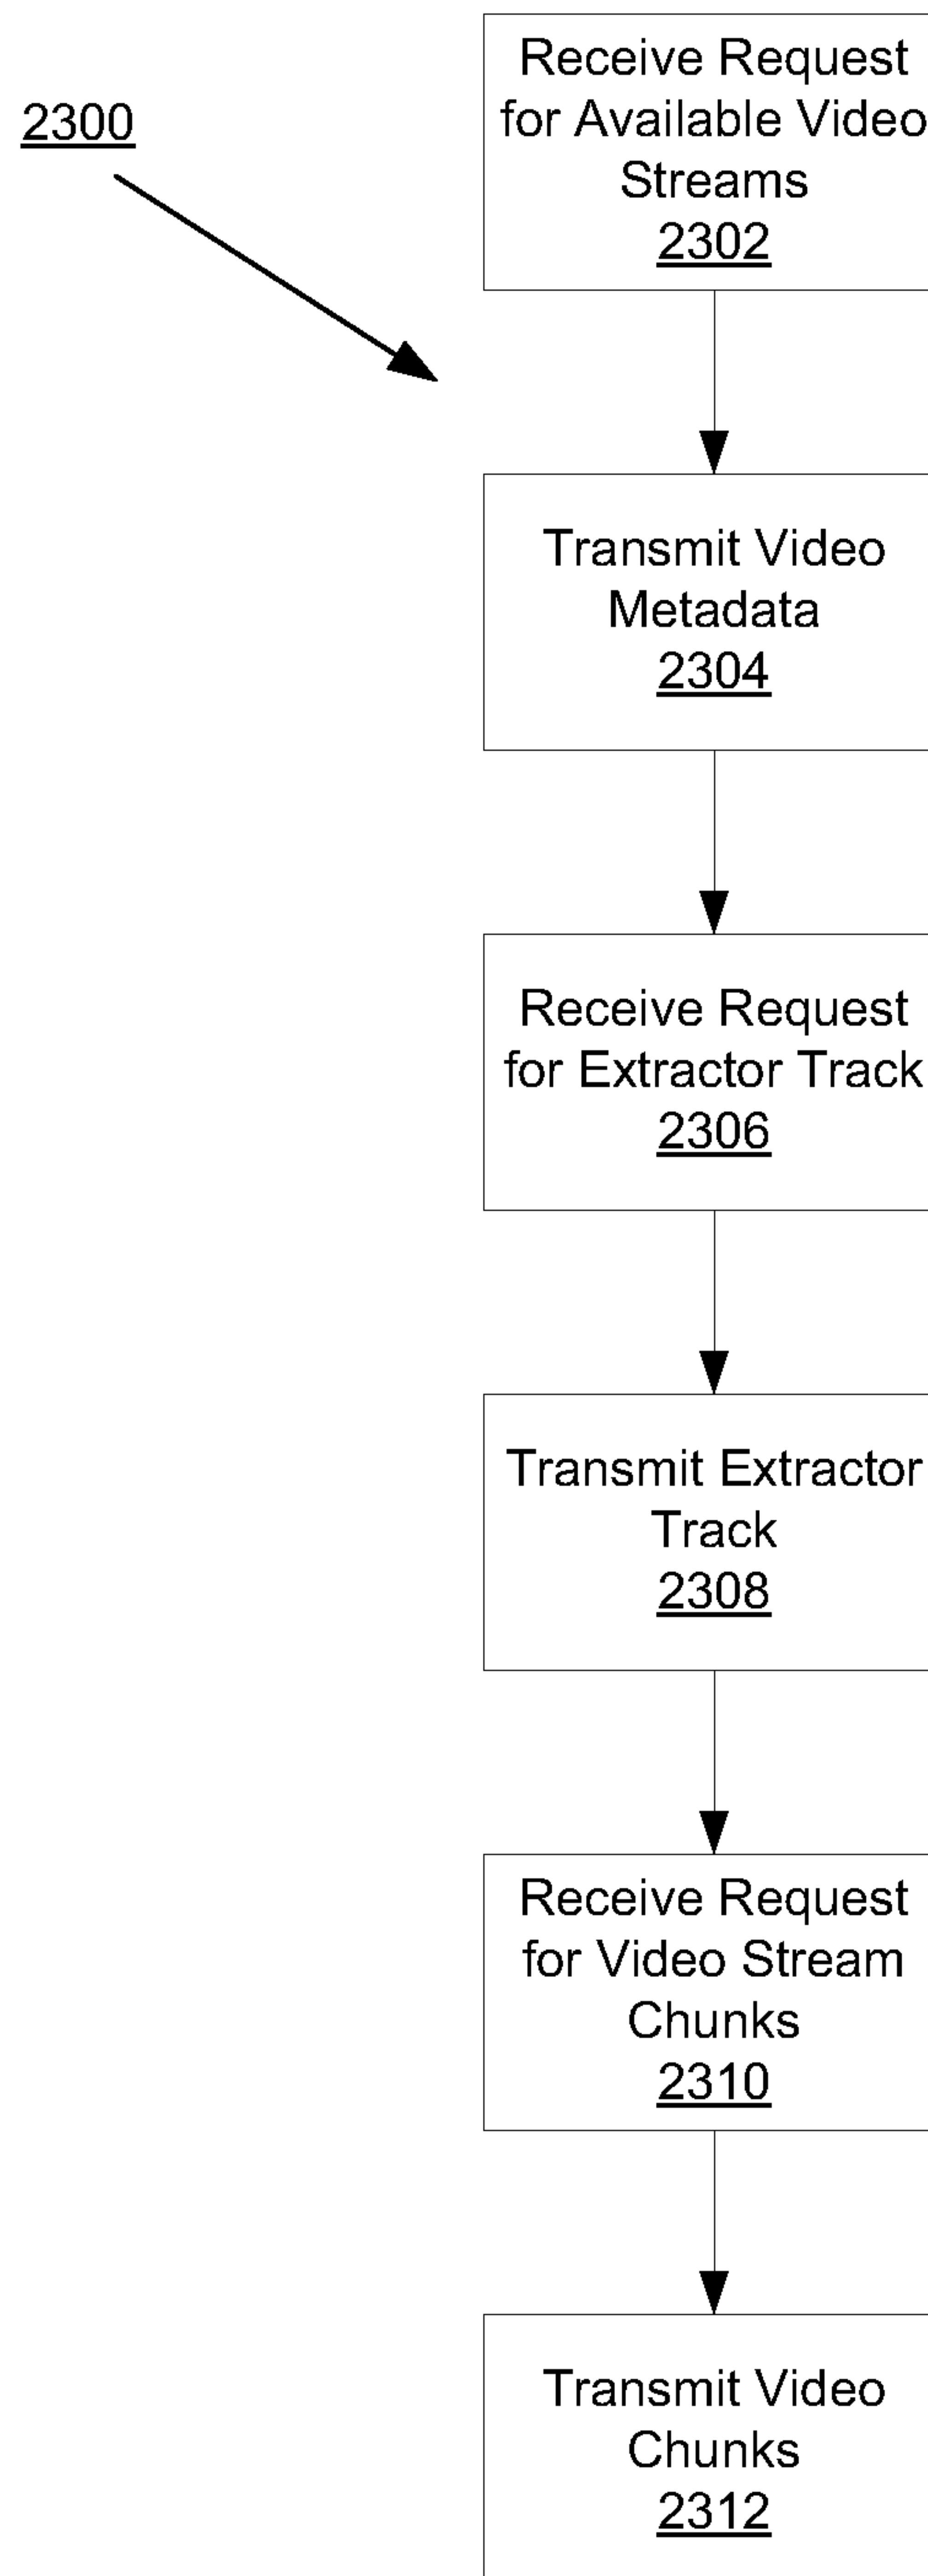 2300
Receive Request
for Available Video
Streams
2302
Transmit Video
Metadata
2304
Receive Request
for Extractor Track
2306
Transmit Extractor
Track
2308
Receive Request
for Video Stream
Chunks
2310
Transmit Video
Chunks
2312